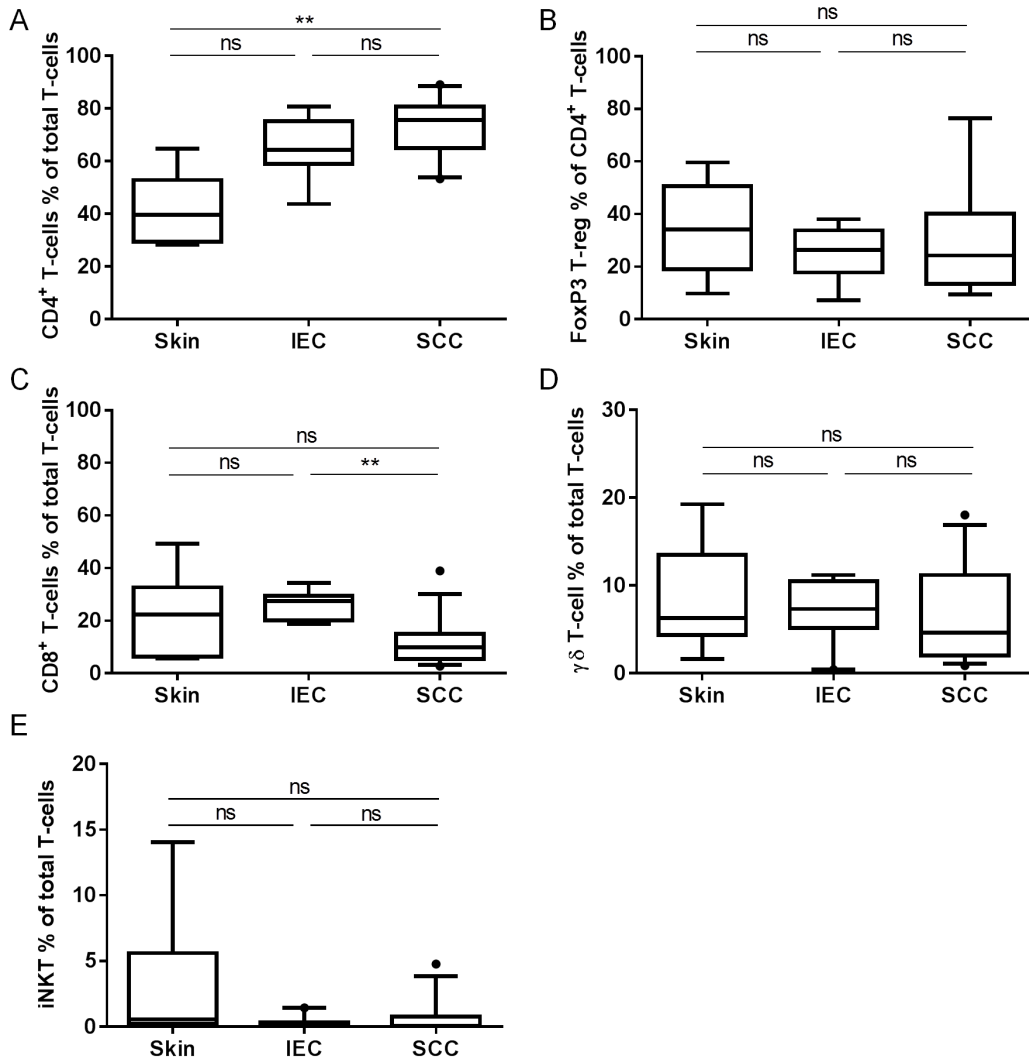 A
**
ns ns
CD4+ T-cells % of total T-cells
100
80
60
40
20
0
Skin IEC SCC
B
ns
ns ns
FoxP3 T-reg % of CD4+ T-cells
100
80
60
40
20
0
Skin IEC SCC
C
ns
ns **
CD8+ T-cells % of total T-cells
100
80
60
40
20
0
Skin IEC SCC
D
ns
ns ns
γδ T-cell % of total T-cells
30
20
10
0
Skin IEC SCC
E
ns
ns ns
iNKT % of total T-cells
20
15
10
5
0
Skin IEC SCC